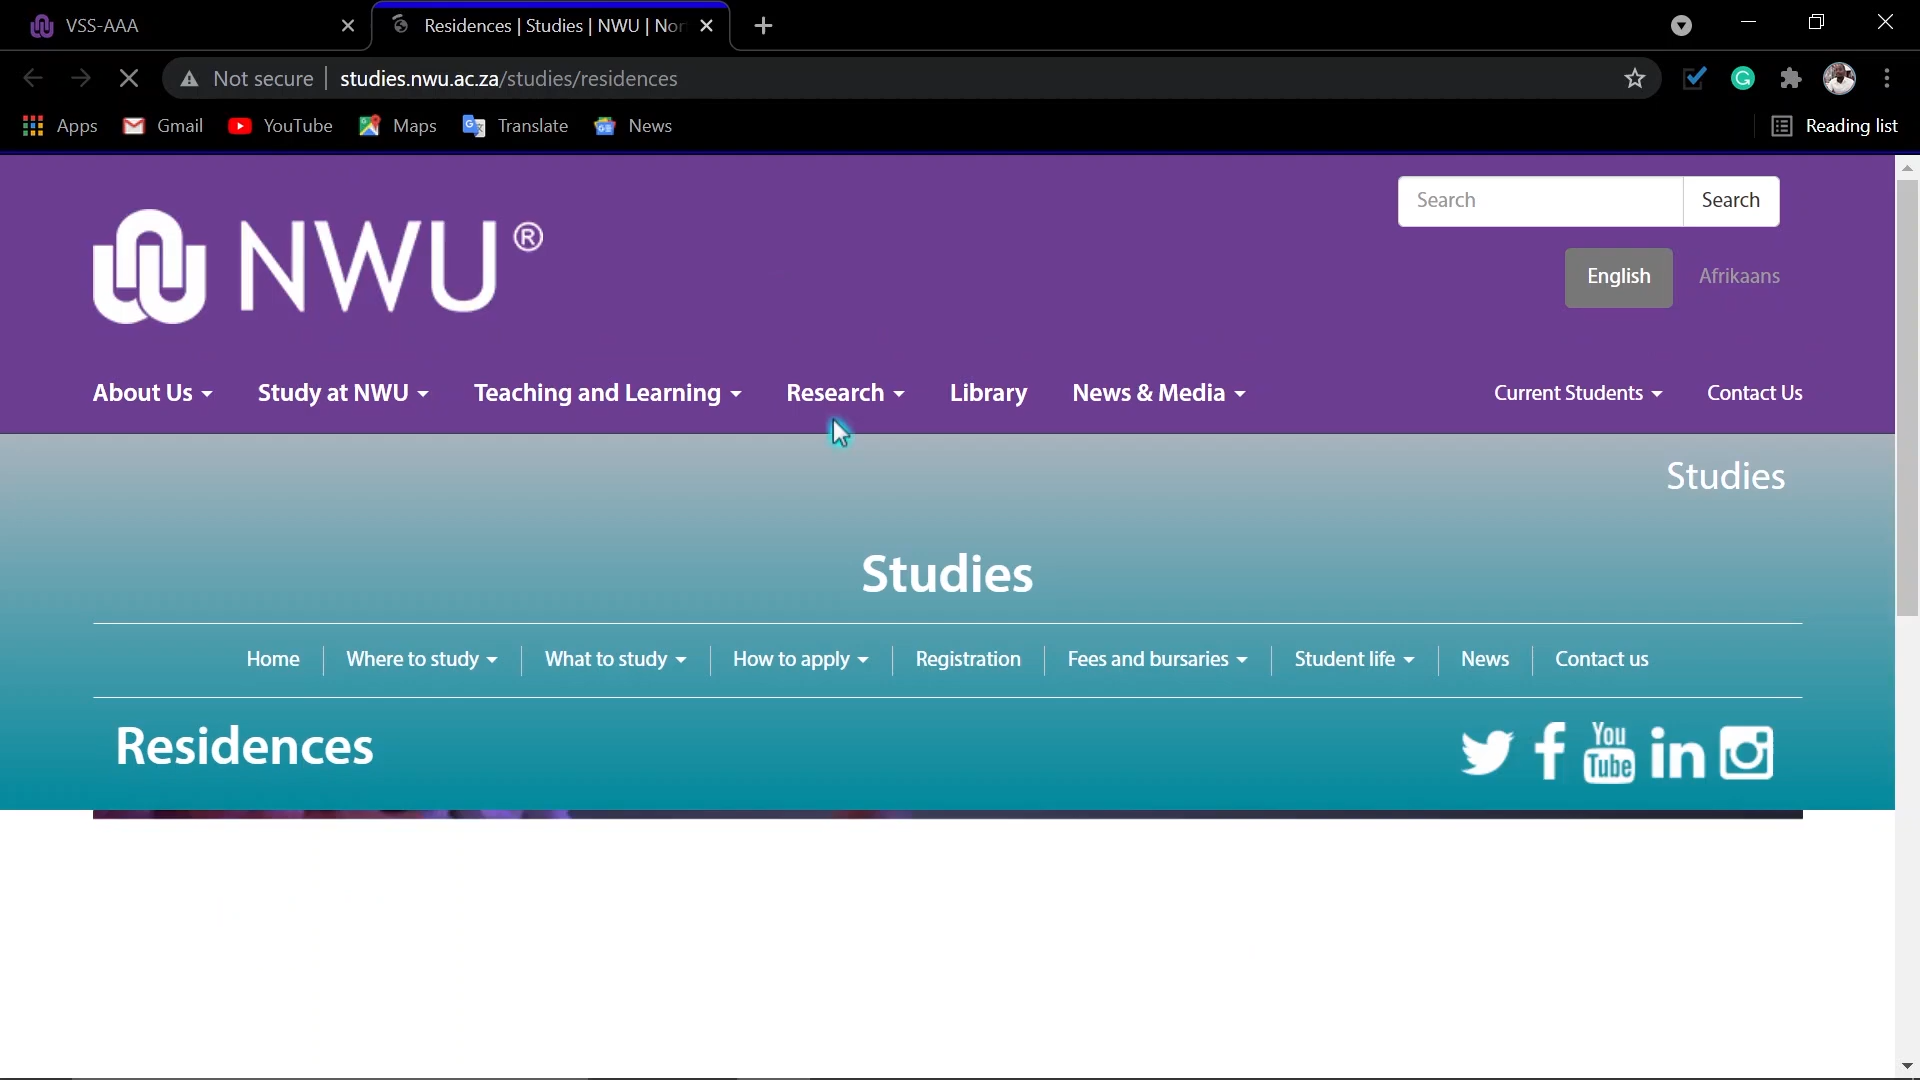 VSS-AAA
Residences | Studies | NWU | Nor
Not secure
studies.nwu.ac.za/studies/residences
Apps Gmail YouTube Maps Translate News
Reading list
Search Search
NWU®
English Afrikaans
About Us Study at NWU Teaching and Learning Research Library News & Media Current Students Contact Us
Studies
Studies
Home Where to study What to study How to apply Registration Fees and bursaries Student life News Contact us
Residences
You Tube in